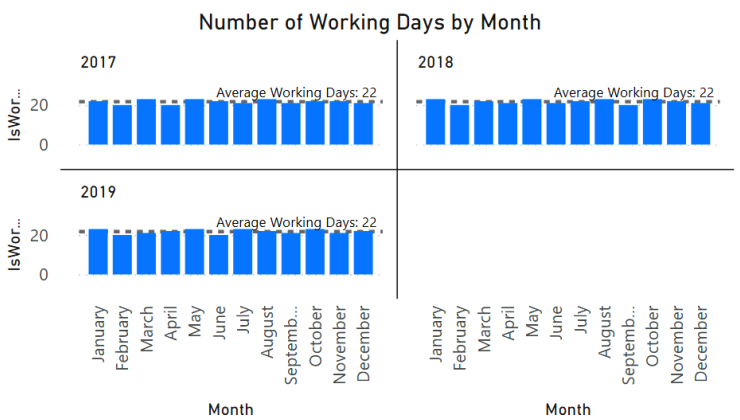 Number of Working Days by Month
2017
2018
IsWor...
20
0
Average Working Days: 22
Average Working Days: 22
2019
IsWor...
20
0
Average Working Days: 22
January
February
March
April
May
June
July
August
Septemb...
October
November
December
January
February
March
April
May
June
July
August
Septemb...
October
November
December
Month
Month